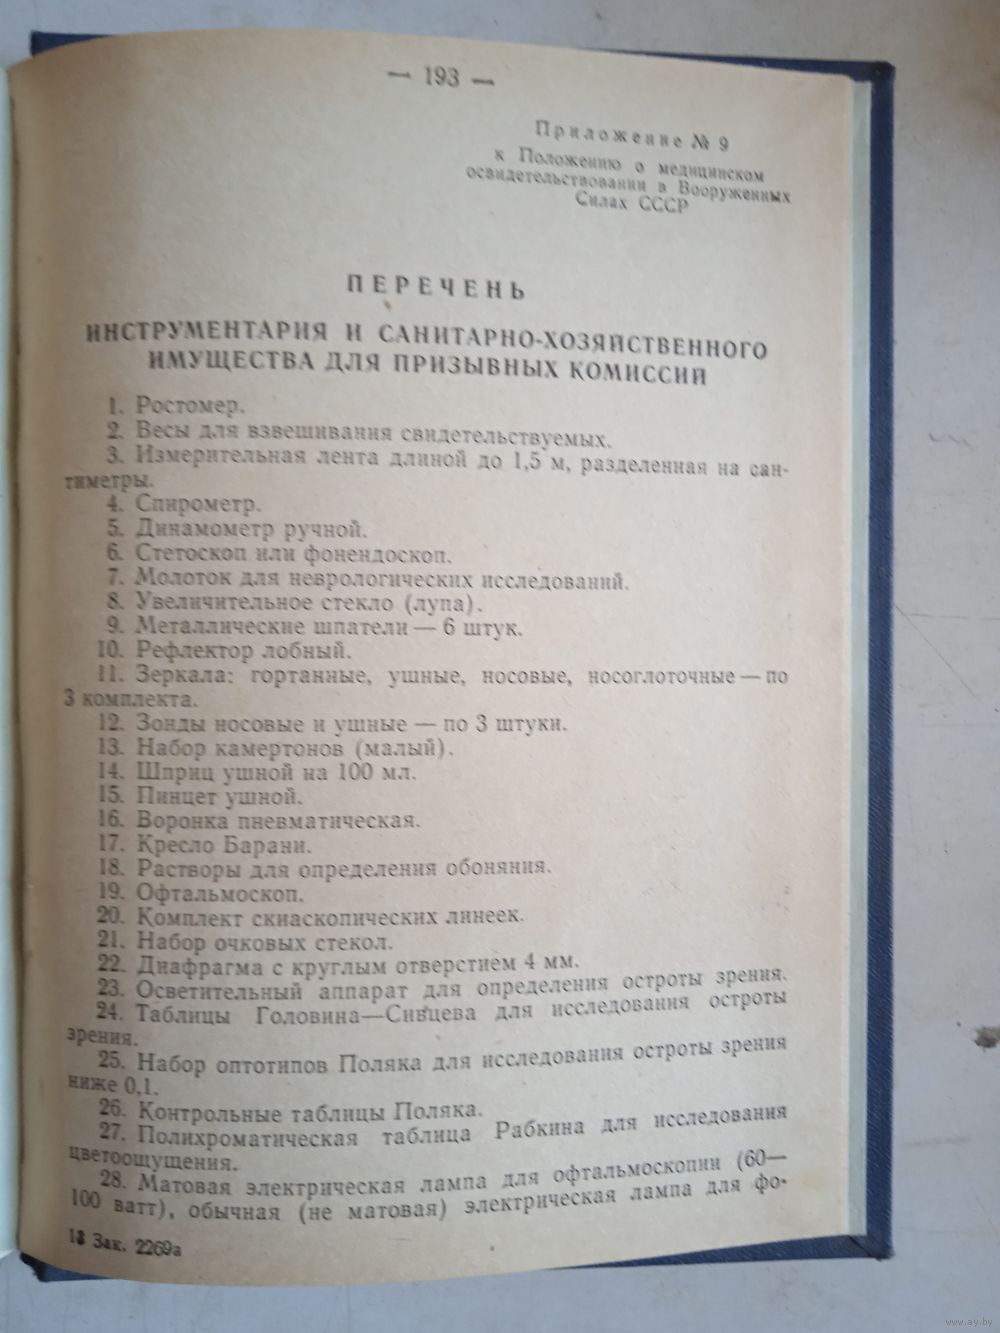 — 193 —
Приложение № 9
к Положению о медицинском
освидетельствовании в Вооруженных
Силах СССР
ПЕРЕЧЕНЬ
ИНСТРУМЕНТАРИЯ И САНИТАРНО-ХОЗЯЙСТВЕННОГО
ИМУЩЕСТВА ДЛЯ ПРИЗЫВНЫХ КОМИССИЙ
1. Ростомер.
2. Весы для взвешивания свидетельствуемых.
3. Измерительная лента длиной до 1,5 м, разделенная на сан-
тиметры.
4. Спирометр.
5. Динамометр ручной.
6. Стетоскоп или фонендоскоп.
7. Молоток для неврологических исследований.
8. Увеличительное стекло (лупа).
9. Металлические шпатели — 6 штук.
10. Рефлектор лобный.
11. Зеркала: гортанные, ушные, носовые, носоглоточные — по
3 комплекта.
12. Зонды носовые и ушные — по 3 штуки.
13. Набор камертонов (малый).
14. Шприц ушной на 100 мл.
15. Пинцет ушной.
16. Воронка пневматическая.
17. Кресло Барани.
18. Растворы для определения обоняния.
19. Офтальмоскоп.
20. Комплект скиаскопических линеек.
21. Набор очковых стекол.
22. Диафрагма с круглым отверстием 4 мм.
23. Осветительный аппарат для определения остроты зрения.
24. Таблицы Головина—Сивцева для исследования остроты
зрения.
25. Набор оптотипов Поляка для исследования остроты зрения
ниже 0,1.
26. Контрольные таблицы Поляка.
27. Полихроматическая таблица Рабкина для исследования
цветоощущения.
28. Матовая электрическая лампа для офтальмоскопии (60—
100 ватт), обычная (не матовая) электрическая лампа для фо-
13 Зак. 2269а
www.ay.by